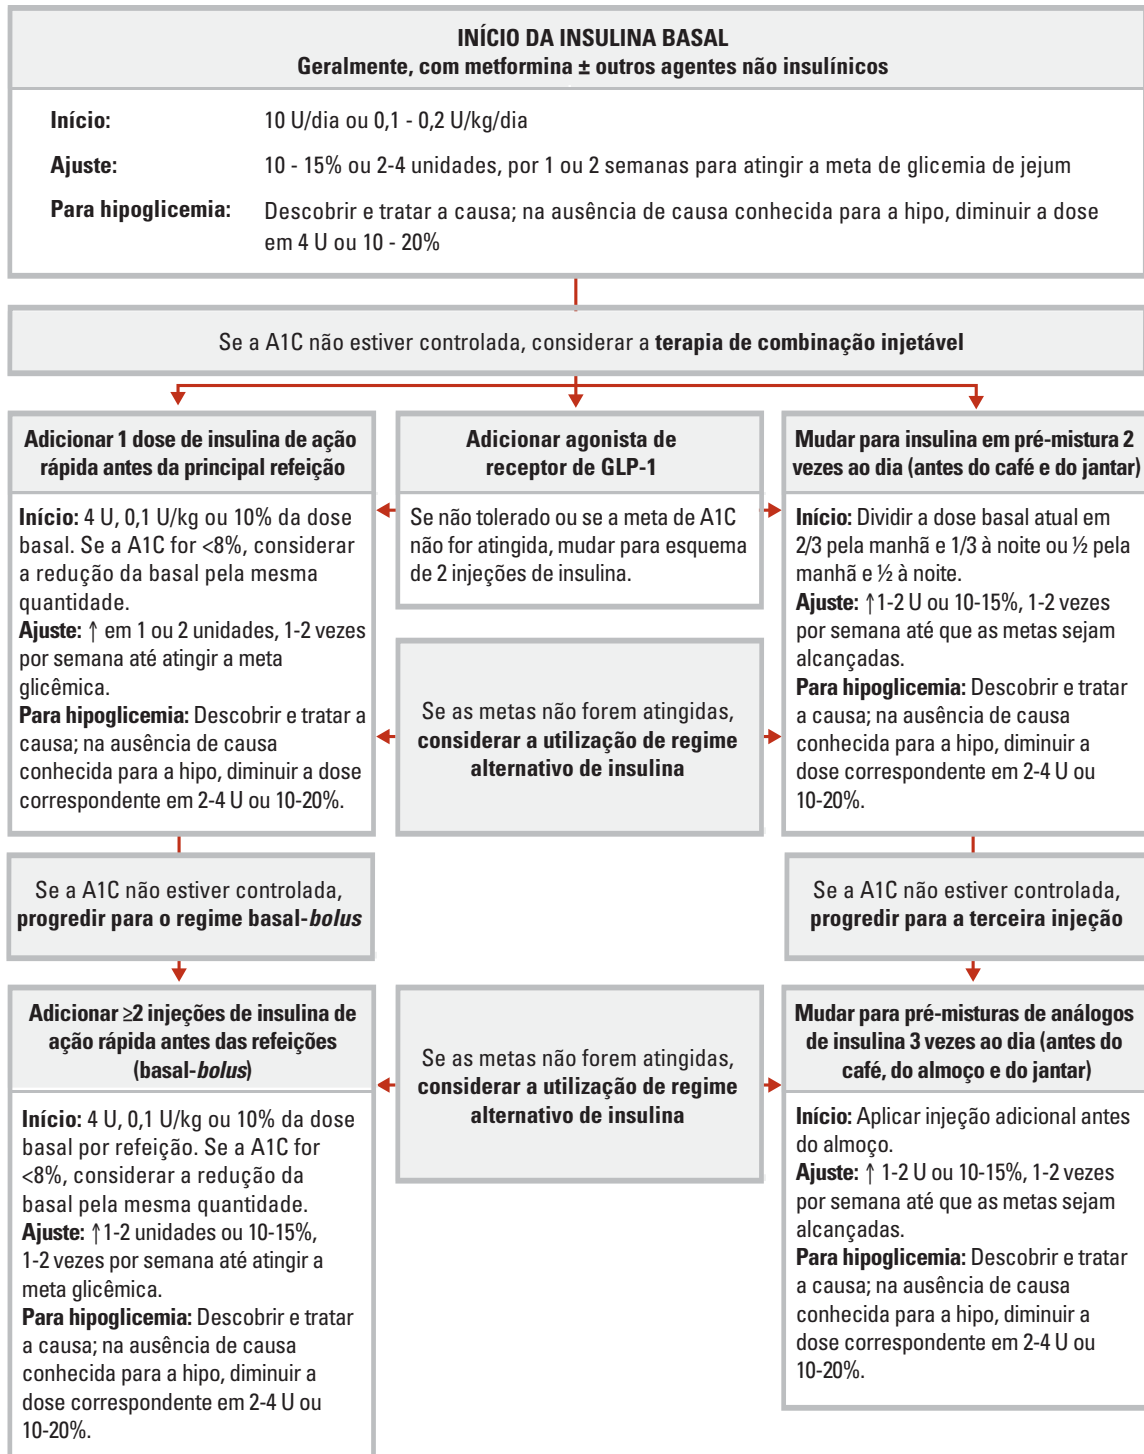 INÍCIO DA INSULINA BASAL
Geralmente, com metformina ± outros agentes não insulínicos
Início: 10 U/dia ou 0,1 - 0,2 U/kg/dia
Ajuste: 10 - 15% ou 2-4 unidades, por 1 ou 2 semanas para atingir a meta de glicemia de jejum
Para hipoglicemia: Descobrir e tratar a causa; na ausência de causa conhecida para a hipo, diminuir a dose
em 4 U ou 10 - 20%
Se a A1C não estiver controlada, considerar a terapia de combinação injetável
Adicionar 1 dose de insulina de ação
rápida antes da principal refeição
Início: 4 U, 0,1 U/kg ou 10% da dose
basal. Se a A1C for <8%, considerar
a redução da basal pela mesma
quantidade.
Ajuste: ↑ em 1 ou 2 unidades, 1-2 vezes
por semana até atingir a meta
glicêmica.
Para hipoglicemia: Descobrir e tratar a
causa; na ausência de causa
conhecida para a hipo, diminuir a dose
correspondente em 2-4 U ou 10-20%.
Adicionar agonista de
receptor de GLP-1
Se não tolerado ou se a meta de A1C
não for atingida, mudar para esquema
de 2 injeções de insulina.
Mudar para insulina em pré-mistura 2
vezes ao dia (antes do café e do jantar)
Início: Dividir a dose basal atual em
2/3 pela manhã e 1/3 à noite ou ½ pela
manhã e ½ à noite.
Ajuste: ↑1-2 U ou 10-15%, 1-2 vezes
por semana até que as metas sejam
alcançadas.
Para hipoglicemia: Descobrir e tratar
a causa; na ausência de causa
conhecida para a hipo, diminuir a
dose correspondente em 2-4 U ou
10-20%.
Se as metas não forem atingidas,
considerar a utilização de regime
alternativo de insulina
Se a A1C não estiver controlada,
progredir para o regime basal-bolus
Se a A1C não estiver controlada,
progredir para a terceira injeção
Adicionar ≥2 injeções de insulina de
ação rápida antes das refeições
(basal-bolus)
Início: 4 U, 0,1 U/kg ou 10% da dose
basal por refeição. Se a A1C for
<8%, considerar a redução da
basal pela mesma quantidade.
Ajuste: ↑1-2 unidades ou 10-15%,
1-2 vezes por semana até atingir a
meta glicêmica.
Para hipoglicemia: Descobrir e tratar
a causa; na ausência de causa
conhecida para a hipo, diminuir a
dose correspondente em 2-4 U ou
10-20%.
Se as metas não forem atingidas,
considerar a utilização de regime
alternativo de insulina
Mudar para pré-misturas de análogos
de insulina 3 vezes ao dia (antes do
café, do almoço e do jantar)
Início: Aplicar injeção adicional antes
do almoço.
Ajuste: ↑ 1-2 U ou 10-15%, 1-2 vezes
por semana até que as metas sejam
alcançadas.
Para hipoglicemia: Descobrir e tratar
a causa; na ausência de causa
conhecida para a hipo, diminuir a
dose correspondente em 2-4 U ou
10-20%.